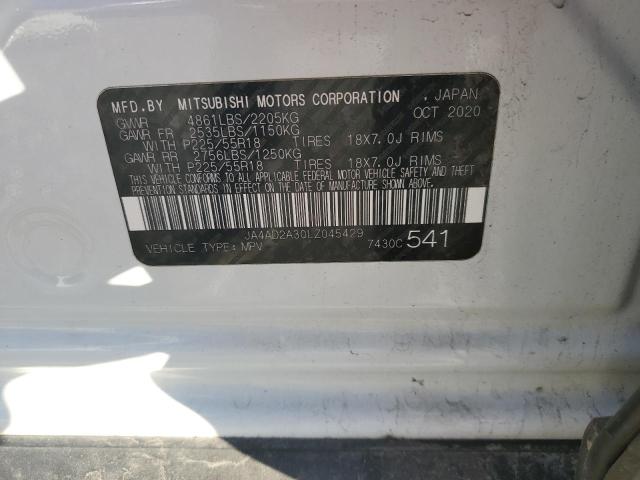 MFD.BY MITSUBISHI MOTORS CORPORATION , JAPAN
GVWR 4861LBS/2205KG OCT 2020
GAWR FR 2535LBS/1150KG
WITH P225/55R18 TIRES 18X7.0J RIMS
GAWR RR 2756LBS/1250KG
WITH P225/55R18 TIRES 18X7.0J RIMS
THIS VEHICLE CONFORMS TO ALL APPLICABLE FEDERAL MOTOR VEHICLE SAFETY AND THEFT
PREVENTION STANDARDS IN EFFECT ON THE DATE OF MANUFACTURE SHOWN ABOVE.
JA4AD2A30LZ045429
VEHICLE TYPE: MPV 7430C 541